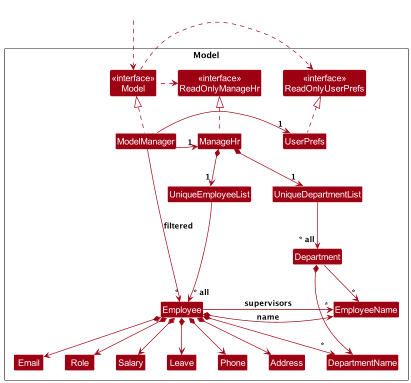 Model
«interface»
Model
«interface»
ReadOnlyManageHr
«interface»
ReadOnlyUserPrefs
ModelManager
1
ManageHr
1
UserPrefs
1
UniqueEmployeeList
1
UniqueDepartmentList
filtered
* all
Department
*
* all
*
Employee
supervisors
*
name
EmployeeName
*
Email
Role
Salary
Leave
Phone
Address
DepartmentName